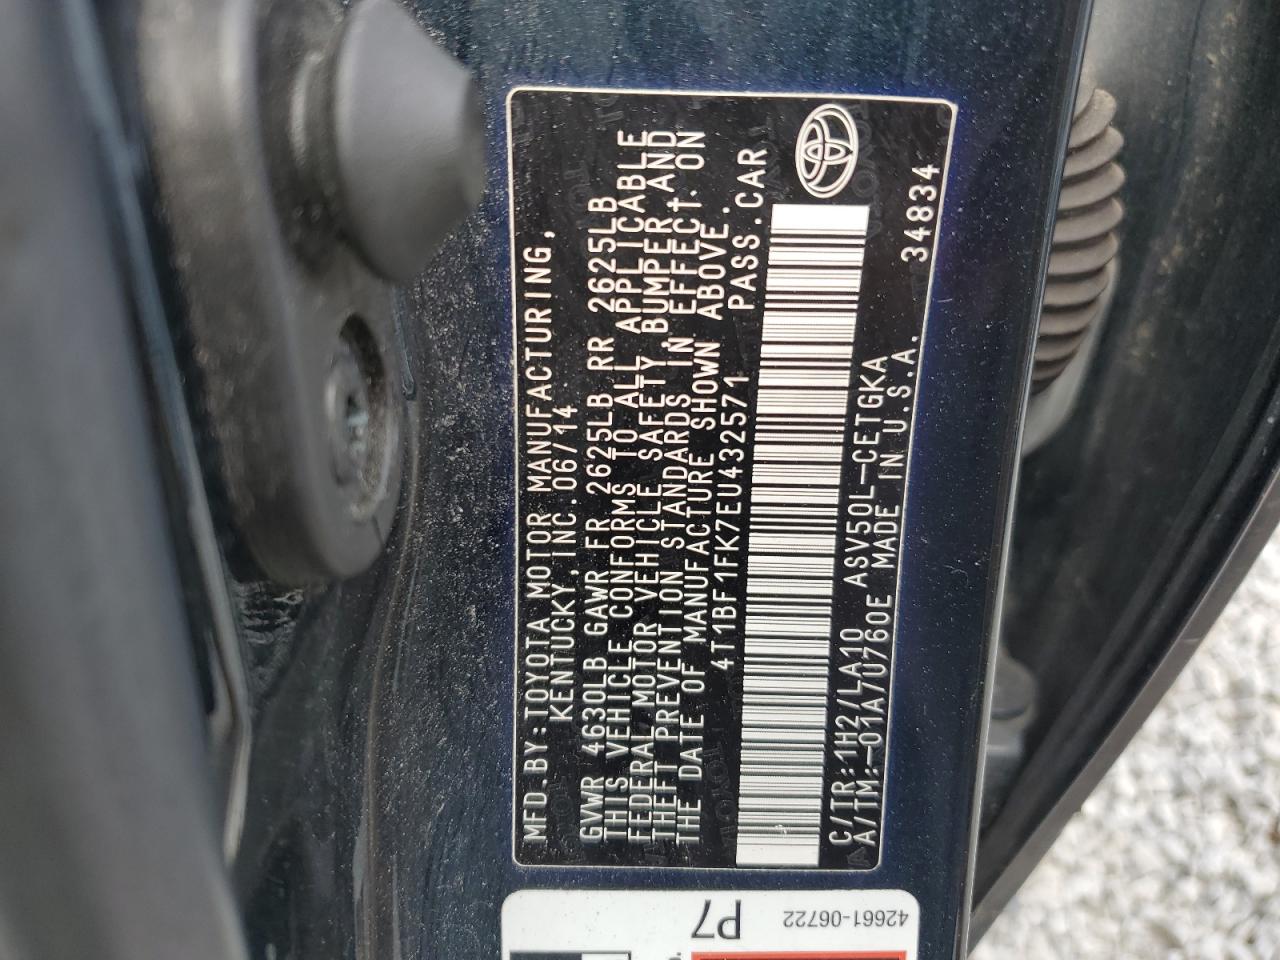 MFD.BY:TOYOTA MOTOR MANUFACTURING,
KENTUCKY,INC.06/14
GVWR 4630LB GAWR FR 2625LB RR 2625LB
THIS VEHICLE CONFORMS TO ALL APPLICABLE
FEDERAL MOTOR VEHICLE SAFETY,BUMPER,AND
THEFT PREVENTION STANDARDS IN EFFECT ON
THE DATE OF MANUFACTURE SHOWN ABOVE.
4T1BF1FK7EU432571 PASS.CAR
C/TR:1H2/LA10 ASV50L-CETGKA
A/TM:-01A/U760E MADE IN U.S.A. 34834
42661-06722
P7